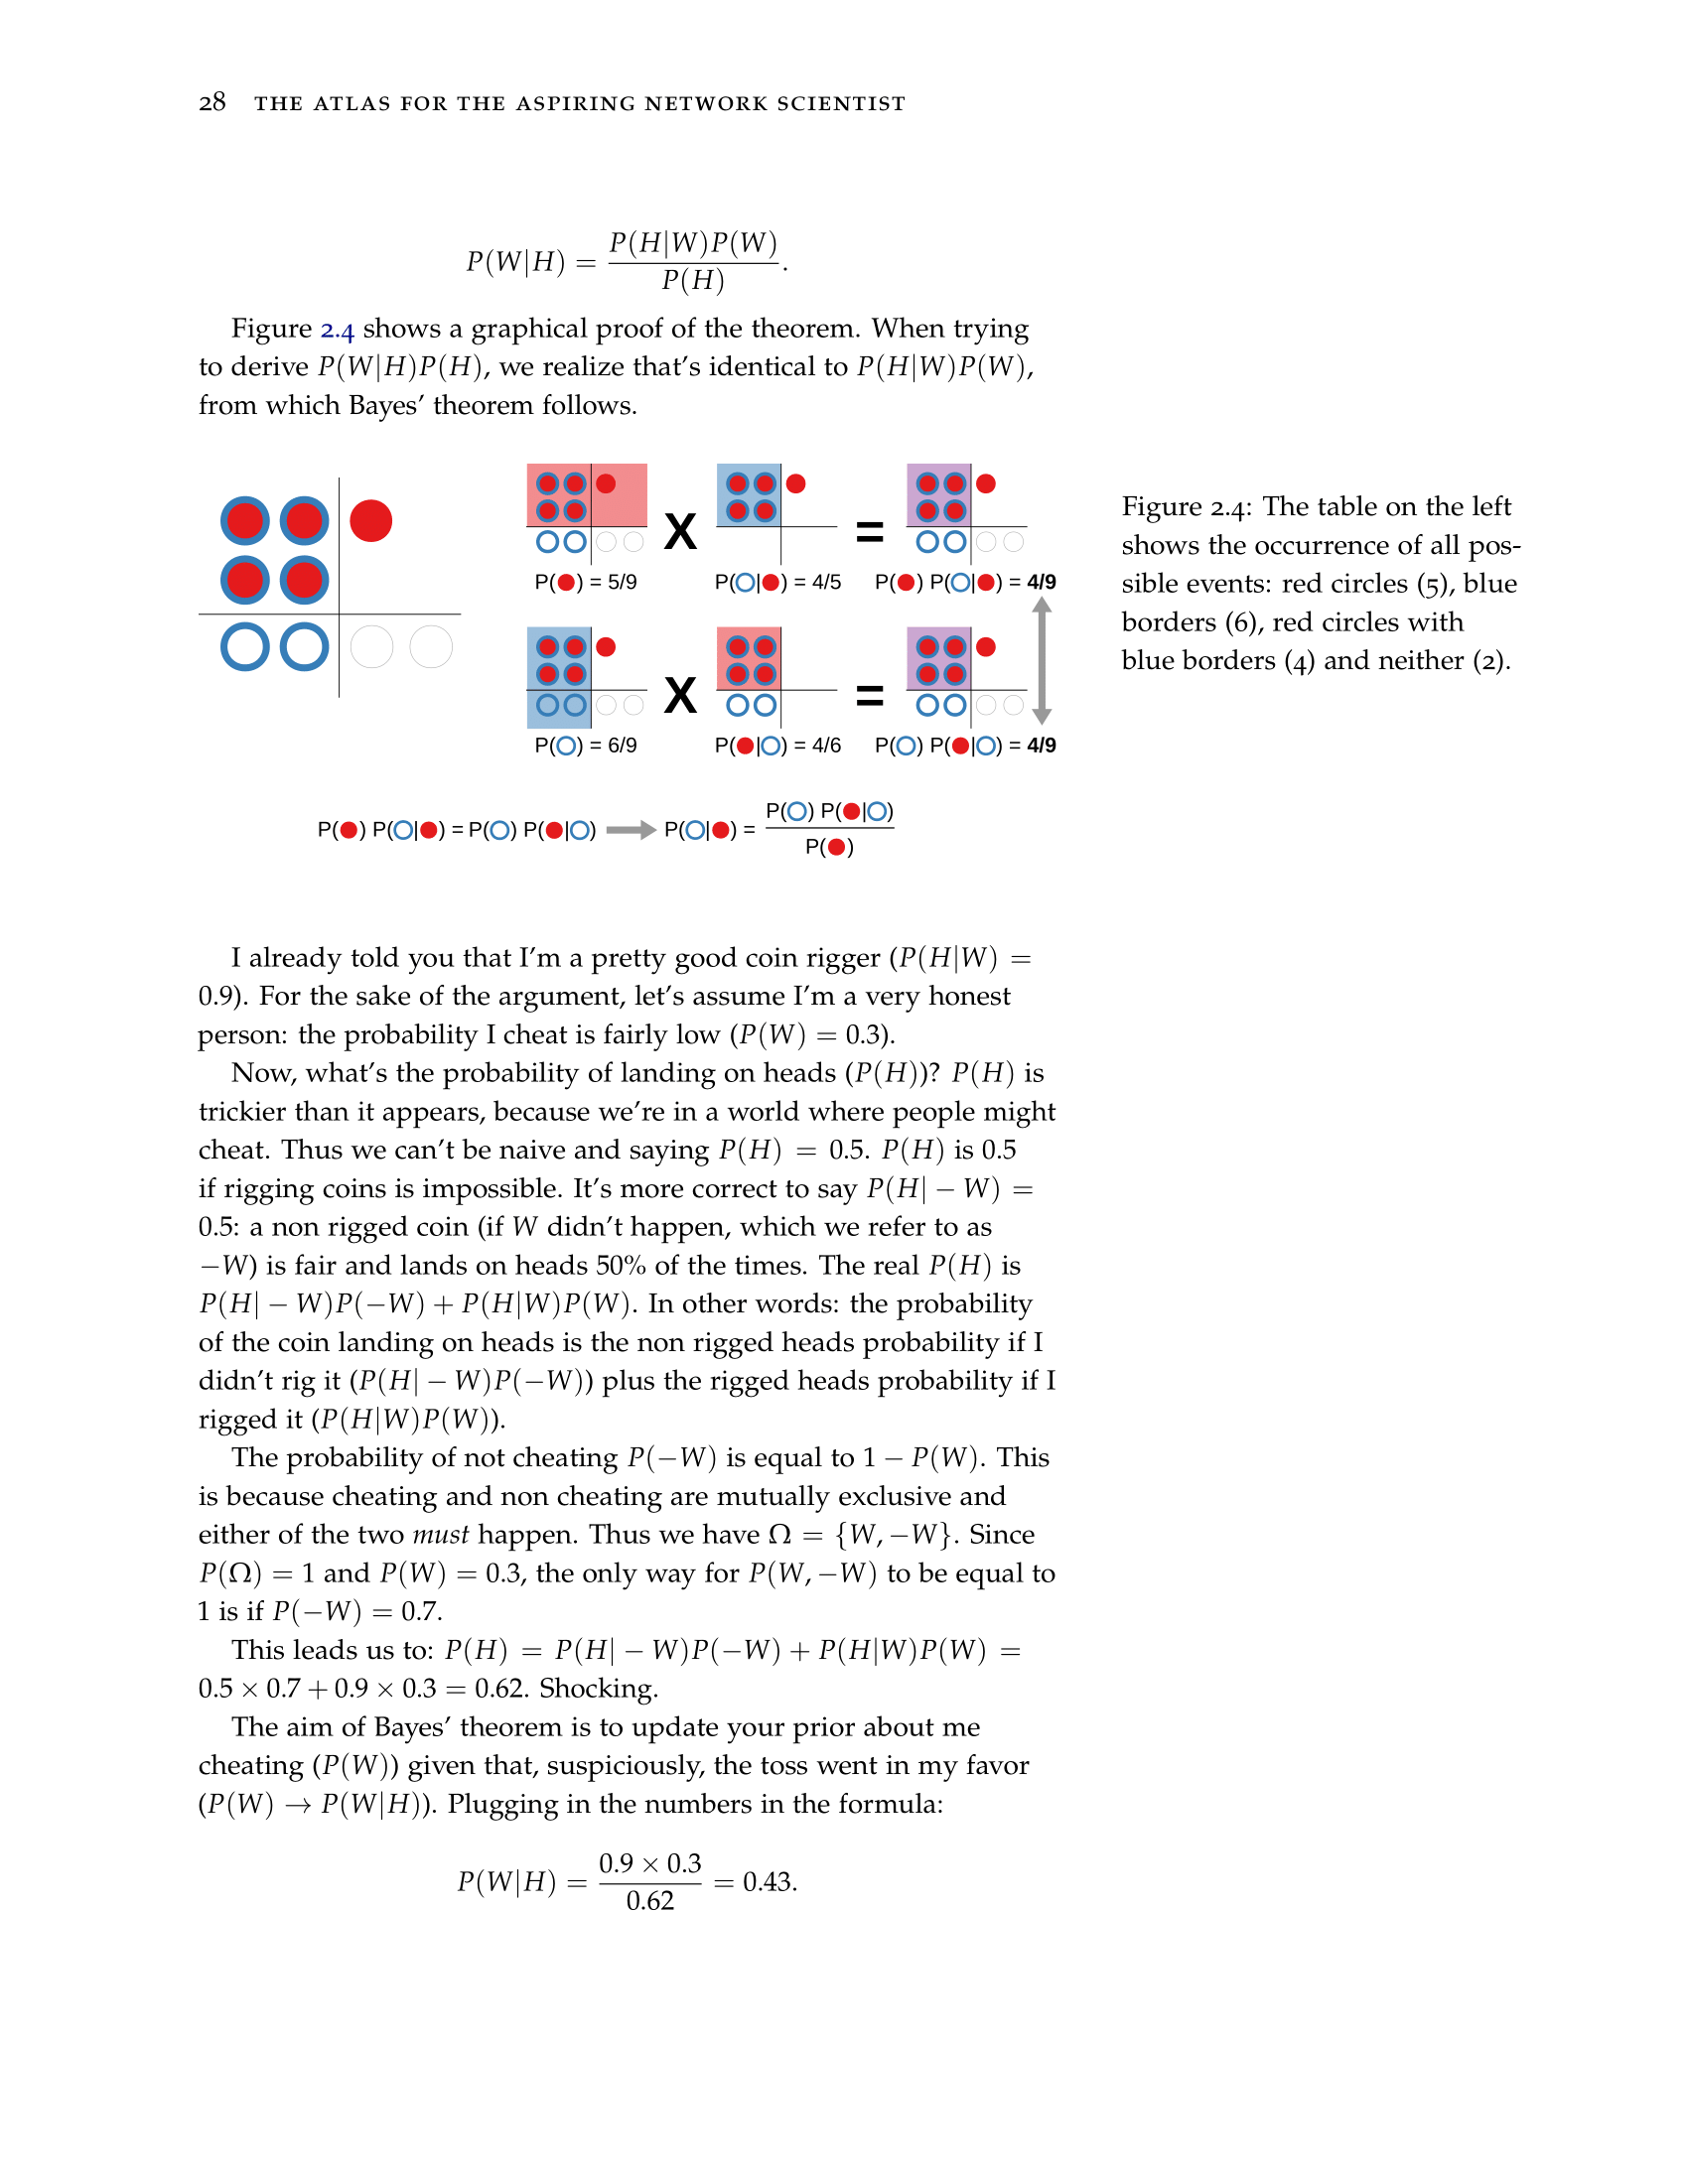 28 THE ATLAS FOR THE ASPIRING NETWORK SCIENTIST
P(W|H) = P(H|W)P(W) / P(H).
Figure 2.4 shows a graphical proof of the theorem. When trying
to derive P(W|H)P(H), we realize that's identical to P(H|W)P(W),
from which Bayes' theorem follows.
X = 
P(🔴) = 5/9 P(🔵|🔴) = 4/5 P(🔴) P(🔵|🔴) = 4/9
X =
P(🔵) = 6/9 P(🔴|🔵) = 4/6 P(🔵) P(🔴|🔵) = 4/9
P(🔴) P(🔵|🔴) = P(🔵) P(🔴|🔵) → P(🔵|🔴) = P(🔵) P(🔴|🔵) / P(🔴)
Figure 2.4: The table on the left
shows the occurrence of all pos-
sible events: red circles (5), blue
borders (6), red circles with
blue borders (4) and neither (2).
I already told you that I'm a pretty good coin rigger (P(H|W) =
0.9). For the sake of the argument, let's assume I'm a very honest
person: the probability I cheat is fairly low (P(W) = 0.3).
Now, what's the probability of landing on heads (P(H))? P(H) is
trickier than it appears, because we're in a world where people might
cheat. Thus we can't be naive and saying P(H) = 0.5. P(H) is 0.5
if rigging coins is impossible. It's more correct to say P(H| − W) =
0.5: a non rigged coin (if W didn't happen, which we refer to as
−W) is fair and lands on heads 50% of the times. The real P(H) is
P(H| − W)P(−W) + P(H|W)P(W). In other words: the probability
of the coin landing on heads is the non rigged heads probability if I
didn't rig it (P(H| − W)P(−W)) plus the rigged heads probability if I
rigged it (P(H|W)P(W)).
The probability of not cheating P(−W) is equal to 1 − P(W). This
is because cheating and non cheating are mutually exclusive and
either of the two must happen. Thus we have Ω = {W, −W}. Since
P(Ω) = 1 and P(W) = 0.3, the only way for P(W, −W) to be equal to
1 is if P(−W) = 0.7.
This leads us to: P(H) = P(H| − W)P(−W) + P(H|W)P(W) =
0.5 × 0.7 + 0.9 × 0.3 = 0.62. Shocking.
The aim of Bayes' theorem is to update your prior about me
cheating (P(W)) given that, suspiciously, the toss went in my favor
(P(W) → P(W|H)). Plugging in the numbers in the formula:
P(W|H) = 0.9 × 0.3 / 0.62 = 0.43.